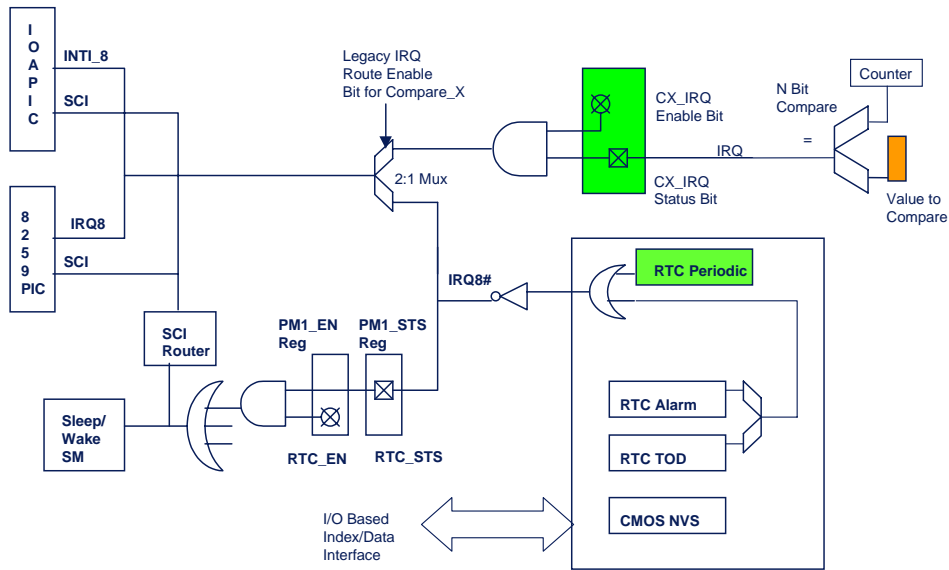 I
O
A
P
I
C
INTI_8
SCI
8
2
5
9
PIC
IRQ8
SCI
Legacy IRQ
Route Enable
Bit for Compare_X
2:1 Mux
CX_IRQ
Enable Bit
CX_IRQ
Status Bit
IRQ
N Bit
Compare
=
Counter
Value to
Compare
IRQ8#
RTC Periodic
RTC Alarm
RTC TOD
CMOS NVS
SCI
Router
PM1_EN
Reg
PM1_STS
Reg
Sleep/
Wake
SM
RTC_EN
RTC_STS
I/O Based
Index/Data
Interface